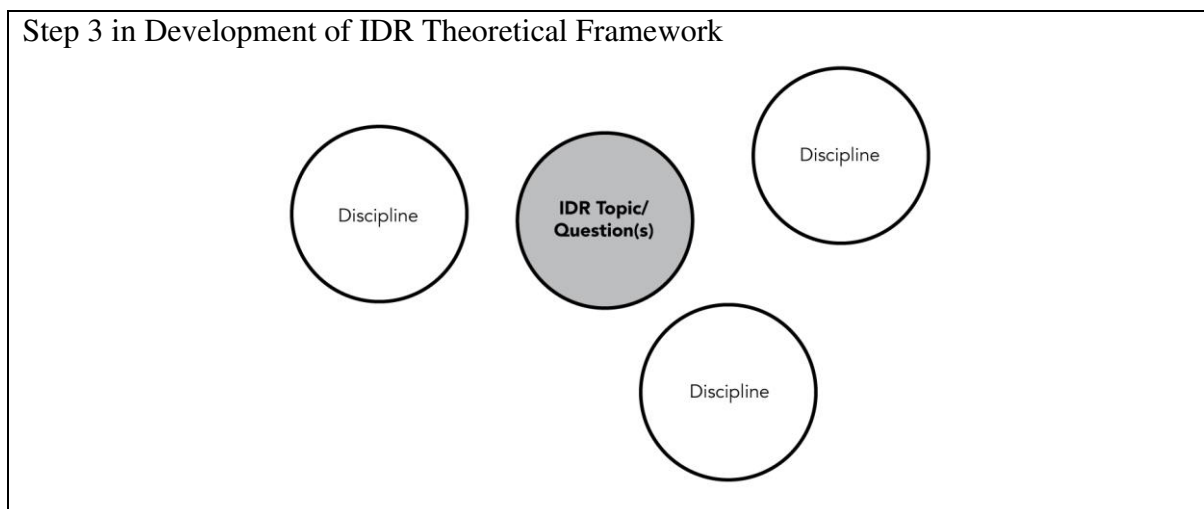 Step 3 in Development of IDR Theoretical Framework
Discipline
Discipline
IDR Topic/
Question(s)
Discipline